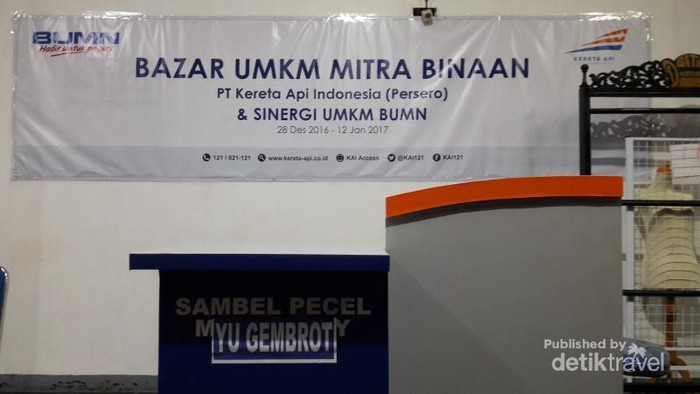 BUMN
Hadir untuk negeri
KERETA API
BAZAR UMKM MITRA BINAAN
PT Kereta Api Indonesia (Persero)
& SINERGI UMKM BUMN
28 Des 2016 - 12 Jan 2017
121 / 021-121 www.kereta-api.co.id KAI Access @KAI121 KAI121
SAMBEL PECEL
YU GEMBROT
Published by
detiktravel